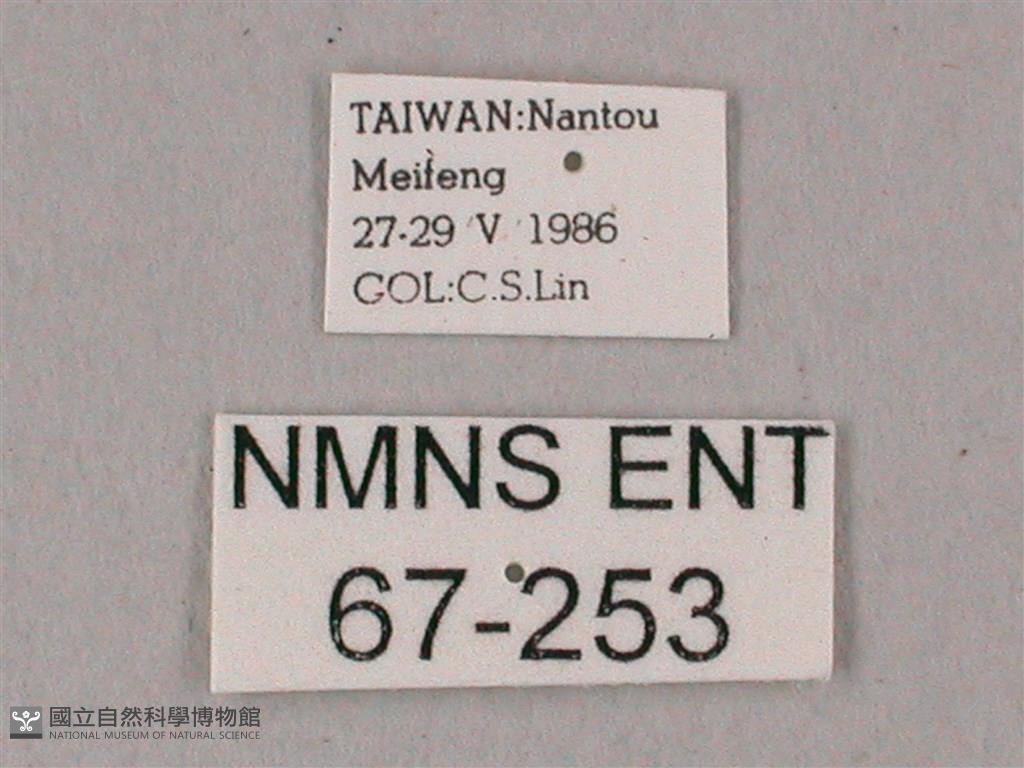 TAIWAN:Nantou
Meifeng
27-29 V 1986
COL:C.S.Lin
NMNS ENT
67-253
國立自然科學博物館
NATIONAL MUSEUM OF NATURAL SCIENCE